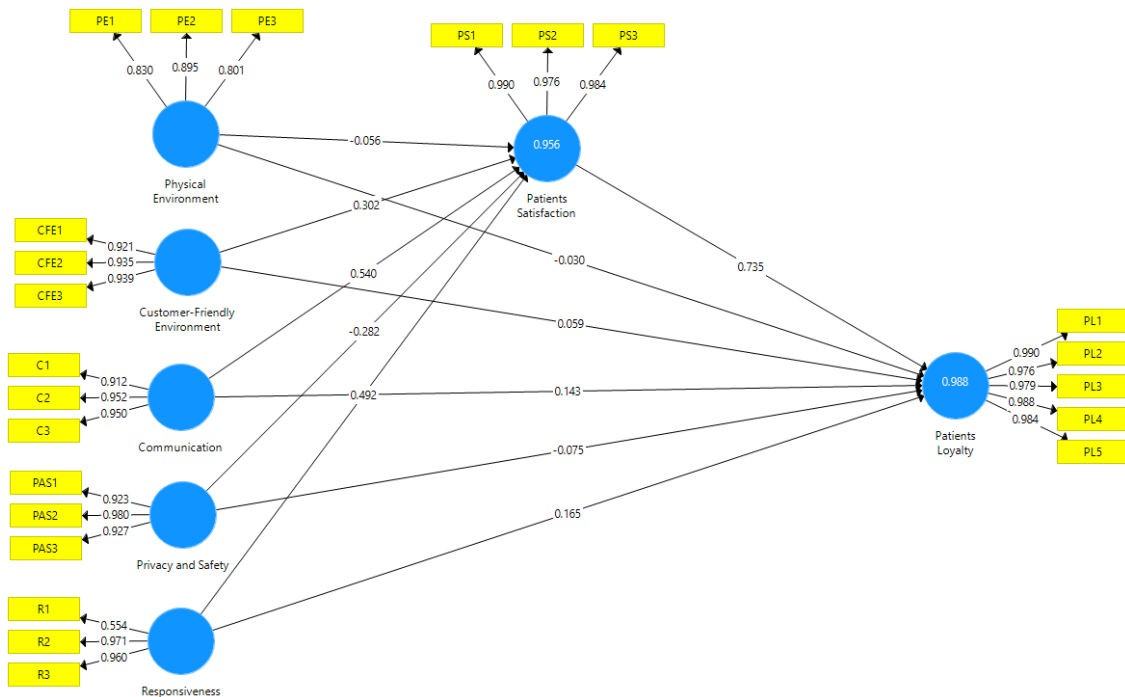 PE1
PE2
PE3
PS1
PS2
PS3
0.830
0.895
0.801
0.990
0.976
0.984
-0.056
0.956
Physical
Environment
Patients
Satisfaction
0.302
CFE1
CFE2
CFE3
0.921
0.935
0.939
Customer-Friendly
Environment
0.540
-0.030
0.735
-0.282
0.059
PL1
PL2
PL3
PL4
PL5
0.990
0.976
0.979
0.988
0.984
0.988
Patients
Loyalty
C1
C2
C3
0.912
0.952
0.950
0.492
0.143
Communication
-0.075
PAS1
PAS2
PAS3
0.923
0.980
0.927
Privacy and Safety
0.165
R1
R2
R3
0.554
0.971
0.960
Responsiveness